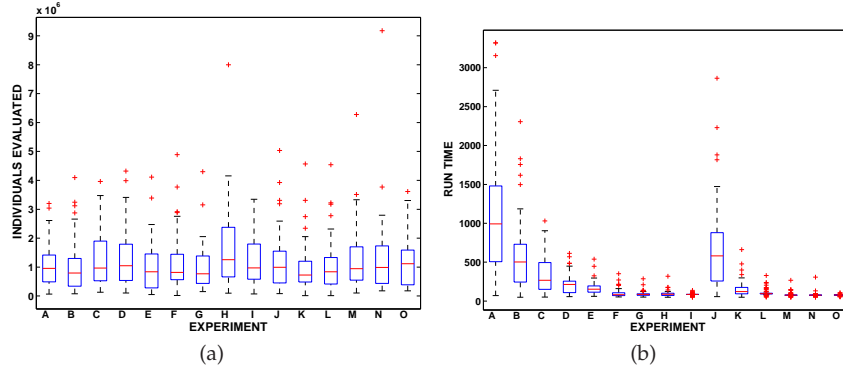 x 10^6
9
8
7
6
5
4
3
2
1
0
INDIVIDUALS EVALUATED
A B C D E F G H I J K L M N O
EXPERIMENT
(a)
3000
2500
2000
1500
1000
500
0
RUN TIME
A B C D E F G H I J K L M N O
EXPERIMENT
(b)